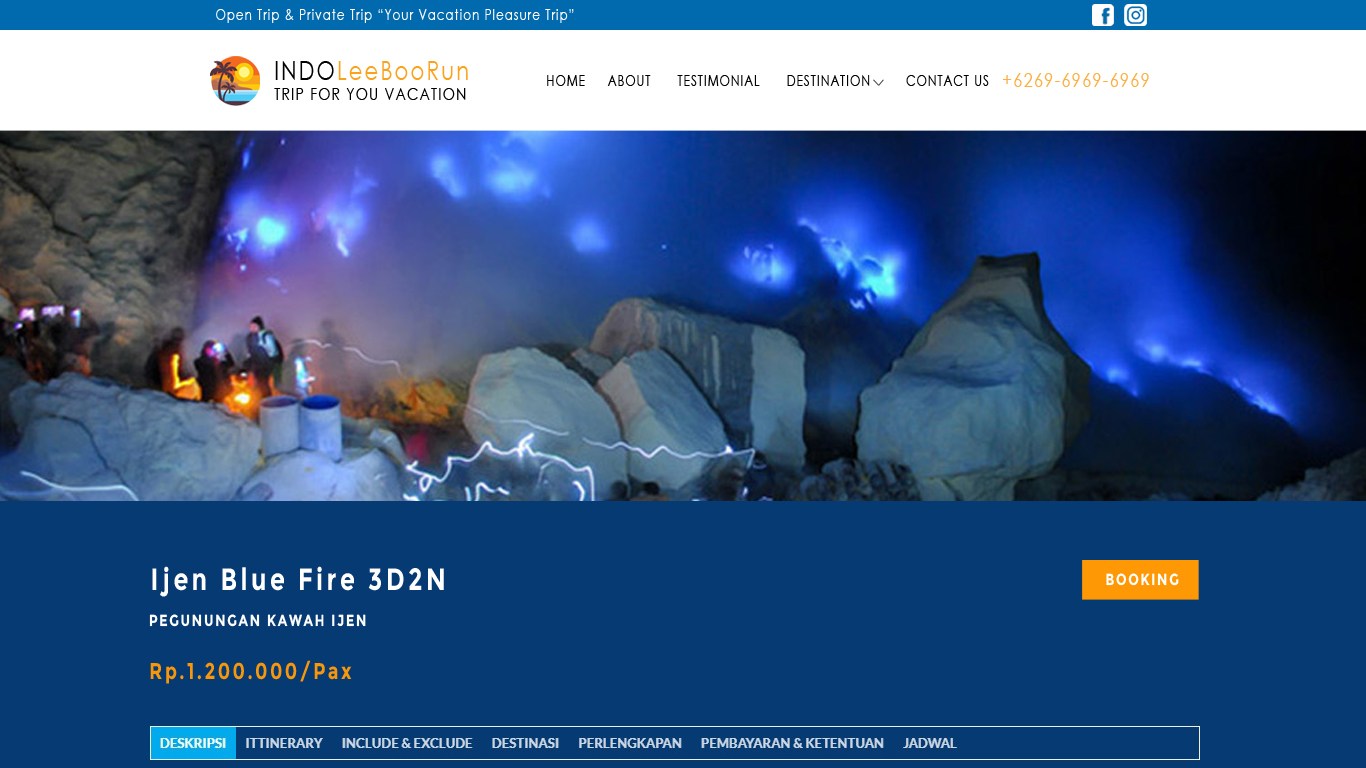 Open Trip & Private Trip “Your Vacation Pleasure Trip”
INDOLeeBooRun
TRIP FOR YOU VACATION
HOME ABOUT TESTIMONIAL DESTINATION CONTACT US +6269-6969-6969
Ijen Blue Fire 3D2N
BOOKING
PEGUNUNGAN KAWAH IJEN
Rp.1.200.000/Pax
DESKRIPSI ITTINERARY INCLUDE & EXCLUDE DESTINASI PERLENGKAPAN PEMBAYARAN & KETENTUAN JADWAL